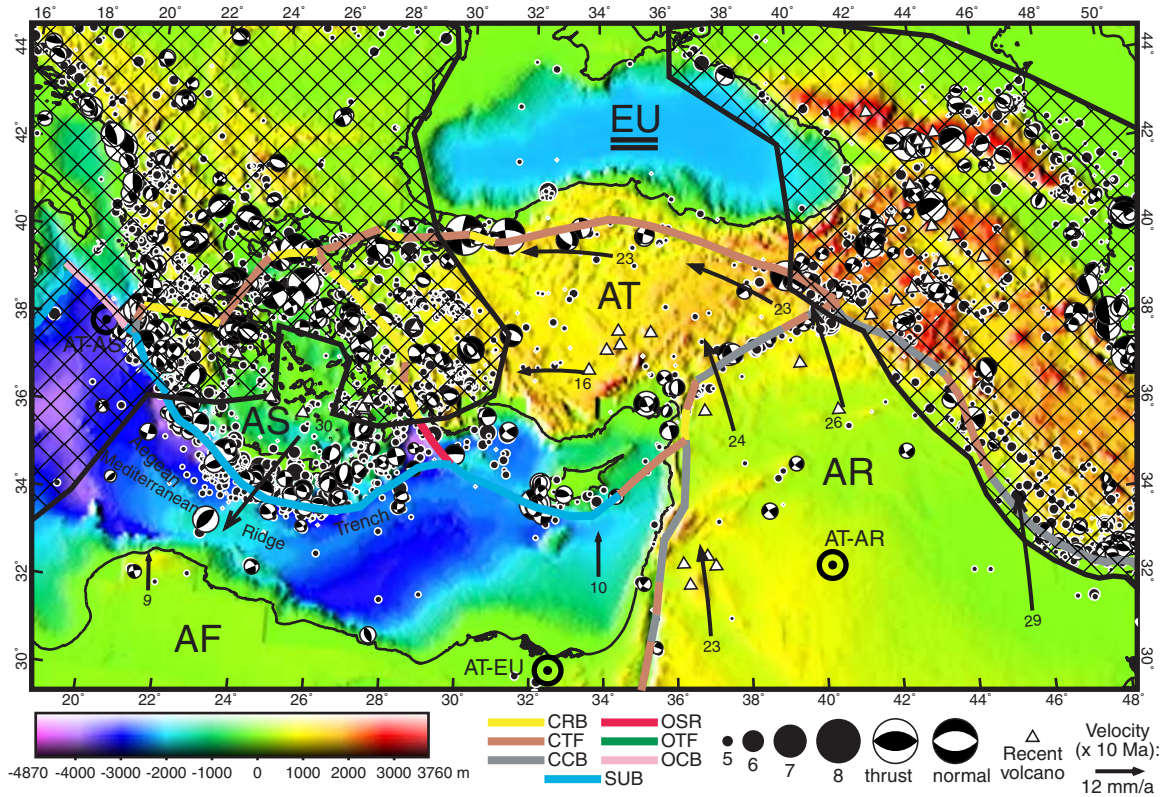 16° 20° 22° 24° 26° 28° 30° 32° 34° 36° 38° 40° 42° 46° 50°
44° 44°
42° 42°
40° 40°
38° 38°
36° 36°
34° 34°
32° 32°
30° 30°
EU
23
AT
23
AT-AS
16
AS
30
24
26
AR
Aegean
Mediterranean
Ridge
Trench
AT-AR
9
10
29
AF
23
AT-EU
20° 22° 24° 26° 28° 30° 32° 34° 36° 38° 40° 42° 44° 46° 48°
-4870 -4000 -3000 -2000 -1000 0 1000 2000 3000 3760 m
CRB OSR
CTF OTF
CCB OCB
SUB
5 6 7 8
thrust normal
Recent
volcano
Velocity
(x 10 Ma):
12 mm/a